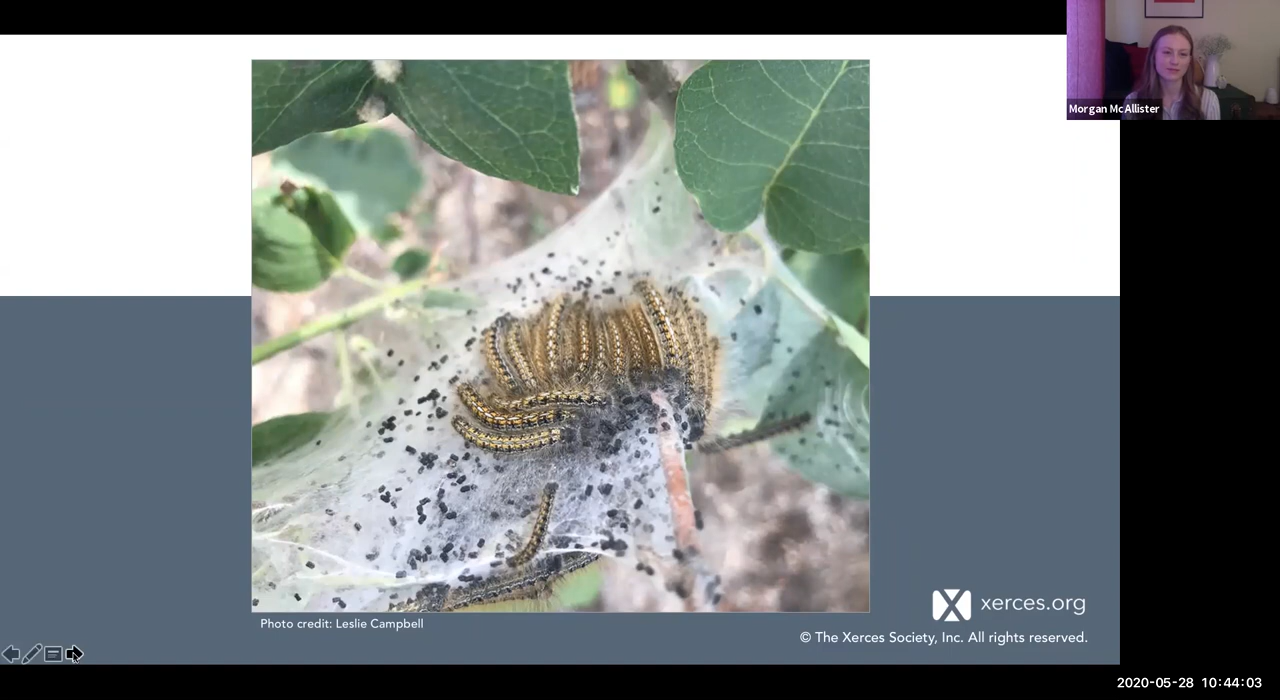 Morgan McAllister
Photo credit: Leslie Campbell
xerces.org
© The Xerces Society, Inc. All rights reserved.
2020-05-28 10:44:03